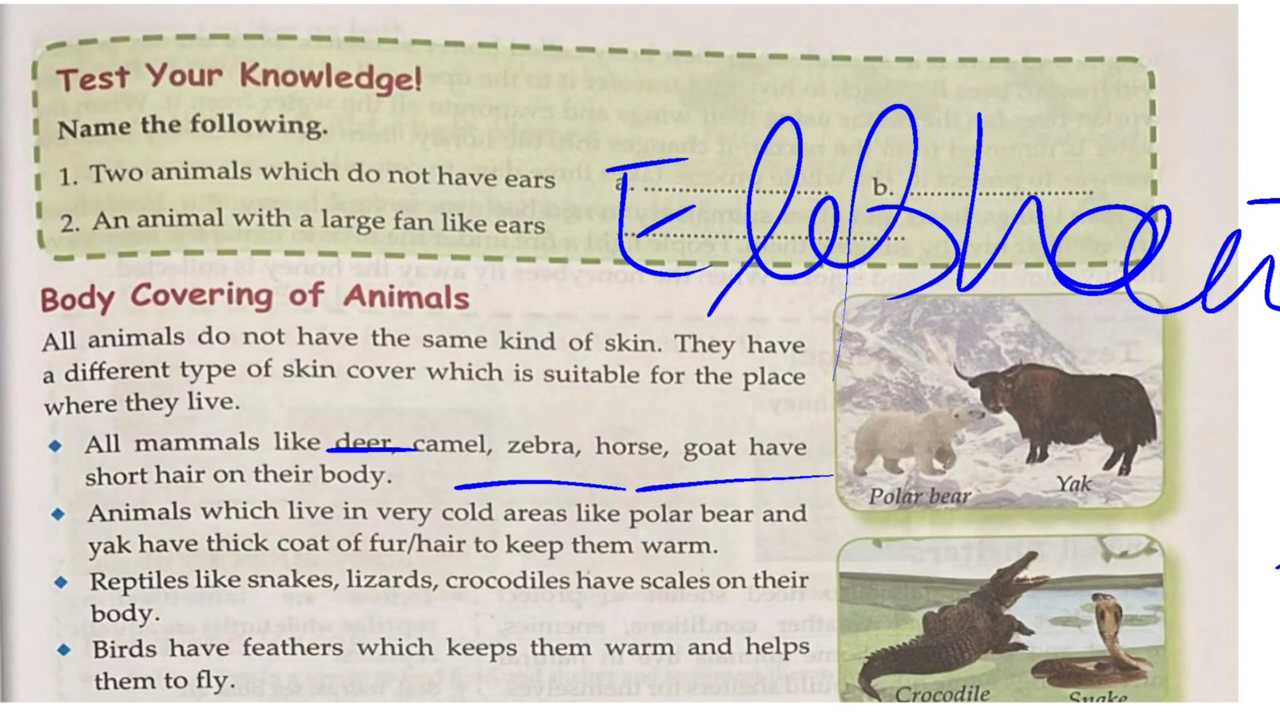 Test Your Knowledge!
Name the following.
1. Two animals which do not have ears a. .................... b. ....................
2. An animal with a large fan like ears ....................
Body Covering of Animals
All animals do not have the same kind of skin. They have
a different type of skin cover which is suitable for the place
where they live.
All mammals like deer, camel, zebra, horse, goat have
short hair on their body.
Animals which live in very cold areas like polar bear and
yak have thick coat of fur/hair to keep them warm.
Reptiles like snakes, lizards, crocodiles have scales on their
body.
Birds have feathers which keeps them warm and helps
them to fly.
Polar bear
Yak
Crocodile
Snake